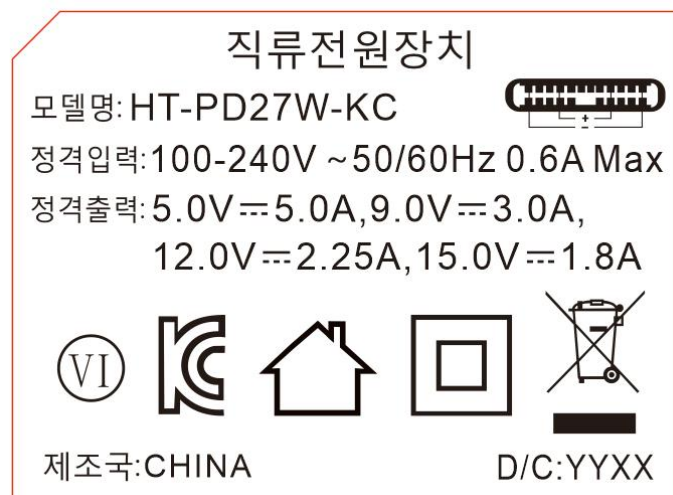 직류전원장치
모델명: HT-PD27W-KC
정격입력: 100-240V ~50/60Hz 0.6A Max
정격출력: 5.0V⎓5.0A,9.0V⎓3.0A,
12.0V⎓2.25A,15.0V⎓1.8A
VI
제조국:CHINA D/C:YYXX